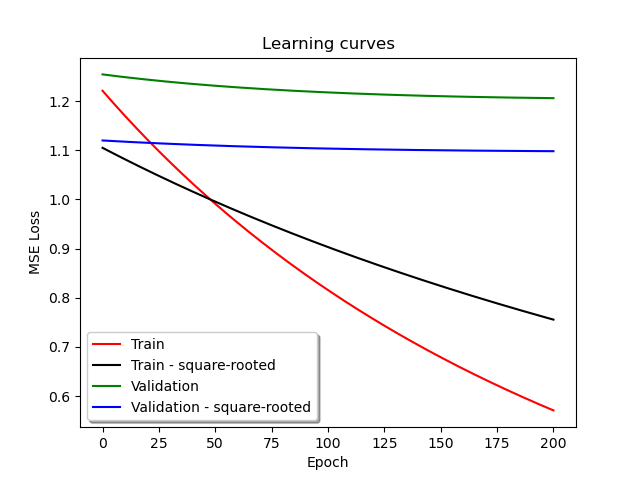 Learning curves
MSE Loss
1.2
1.1
1.0
0.9
0.8
0.7
0.6
Train
Train - square-rooted
Validation
Validation - square-rooted
0 25 50 75 100 125 150 175 200
Epoch